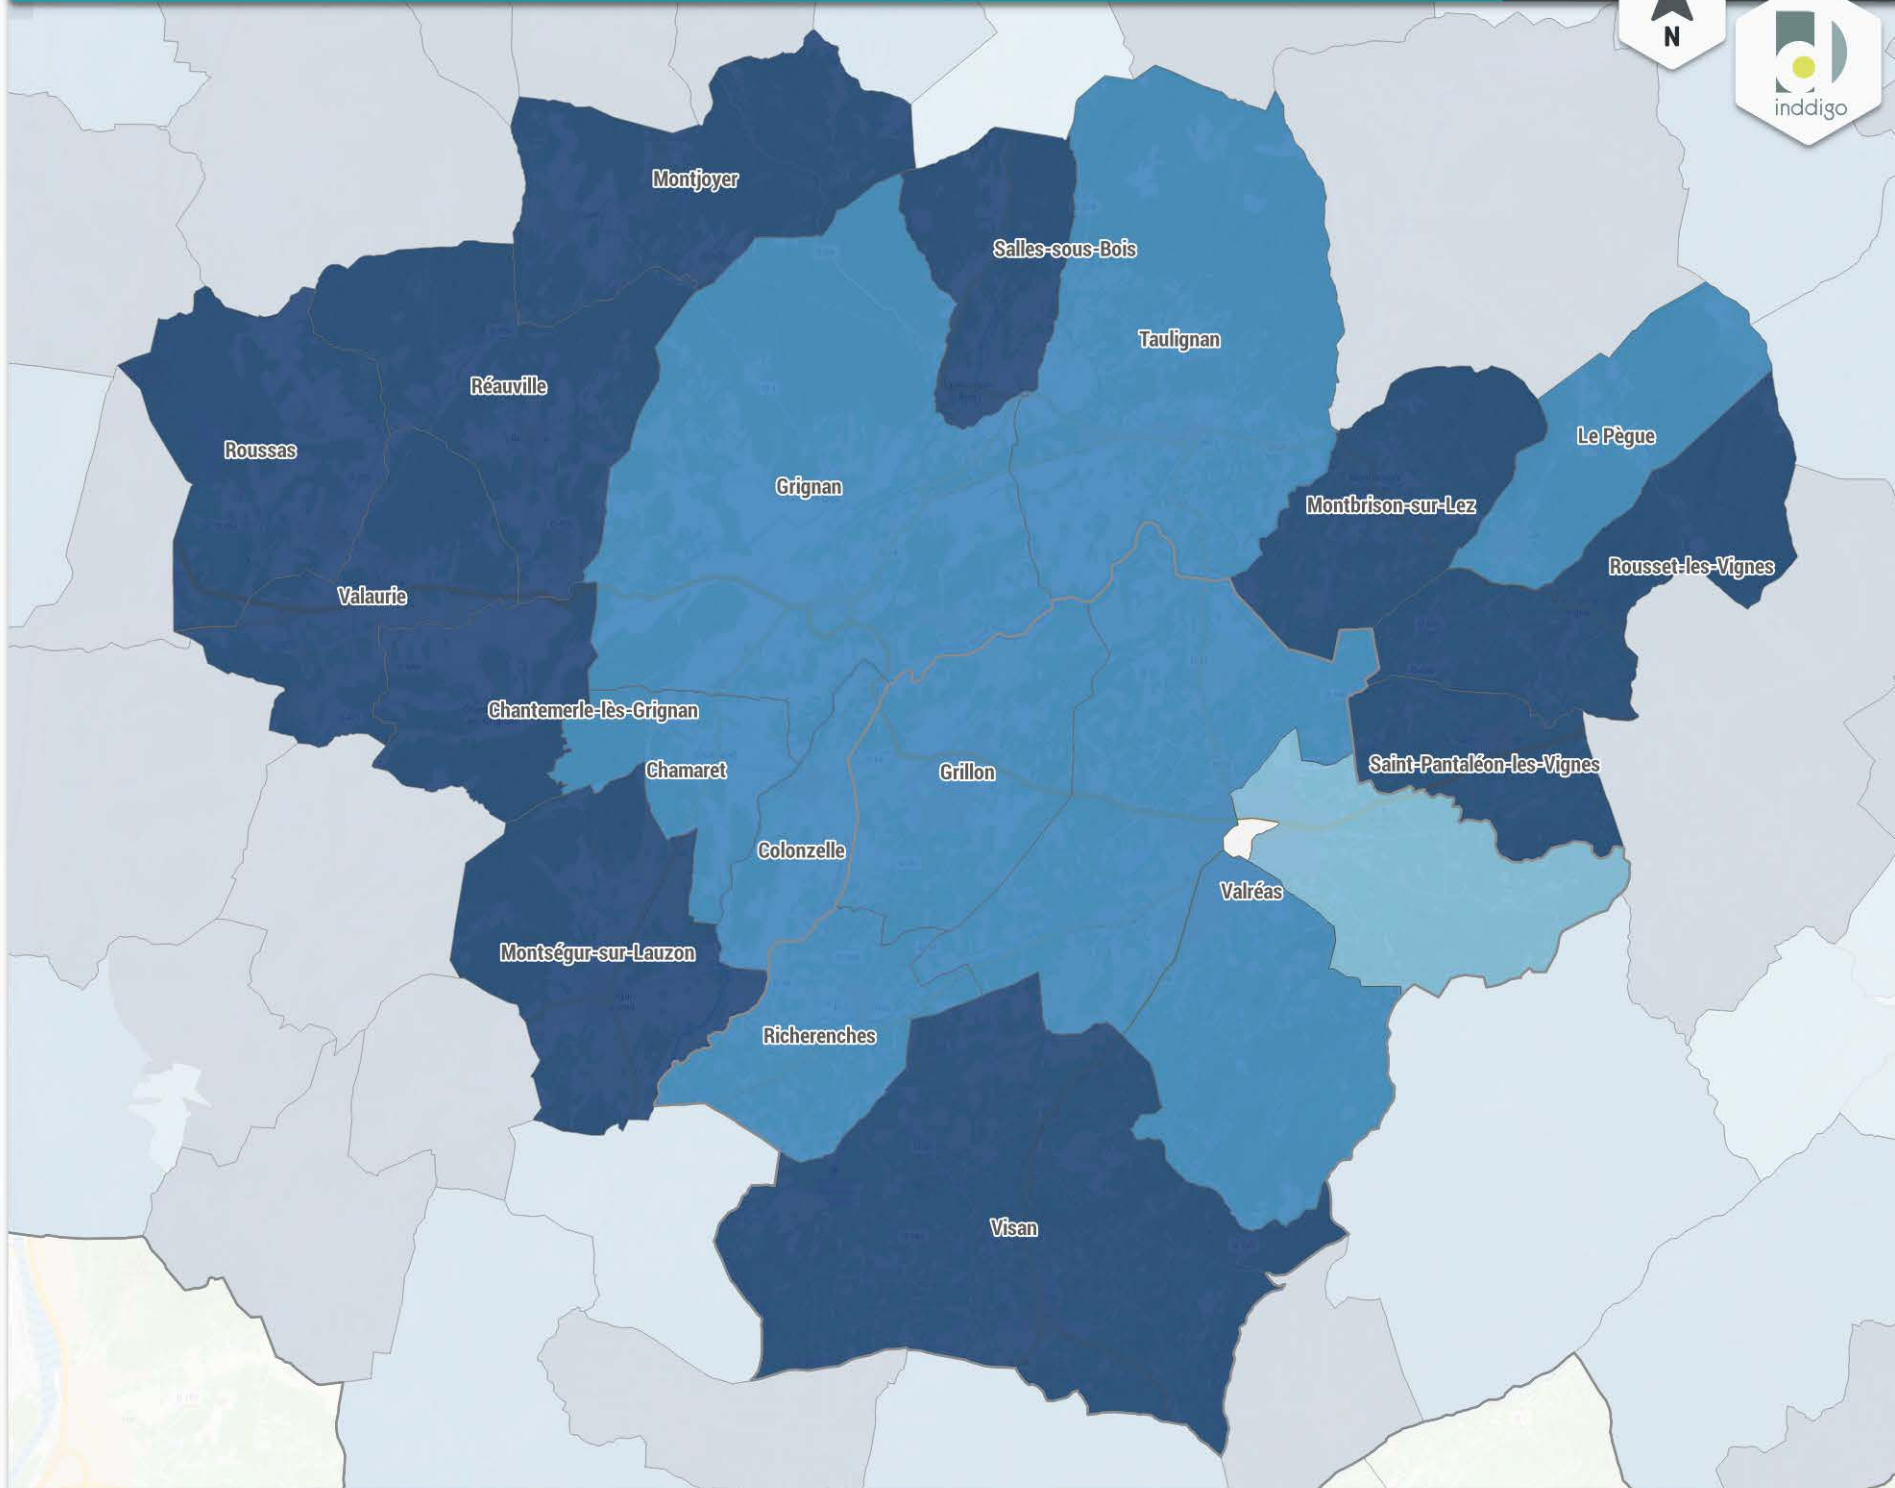 N
inddigo
Montjoyer
Salles-sous-Bois
Taulignan
Réauville
Le Pègue
Roussas
Grignan
Montbrison-sur-Lez
Rousset-les-Vignes
Valaurie
Chantemerle-lès-Grignan
Saint-Pantaléon-les-Vignes
Chamaret
Grillon
Colonzelle
Valréas
Montségur-sur-Lauzon
Richerenches
Visan